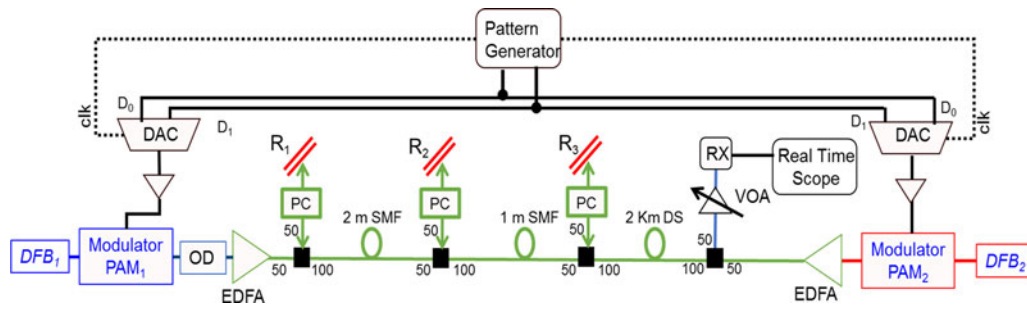 Pattern
Generator
clk
D0
DAC
D1
D1
D0
DAC
clk
R1
R2
R3
RX
Real Time
Scope
PC
PC
PC
VOA
50
2 m SMF
50
1 m SMF
50
2 Km DS
50
DFB1
Modulator
PAM1
OD
EDFA
50
100
50
100
50
100
100
50
EDFA
Modulator
PAM2
DFB2